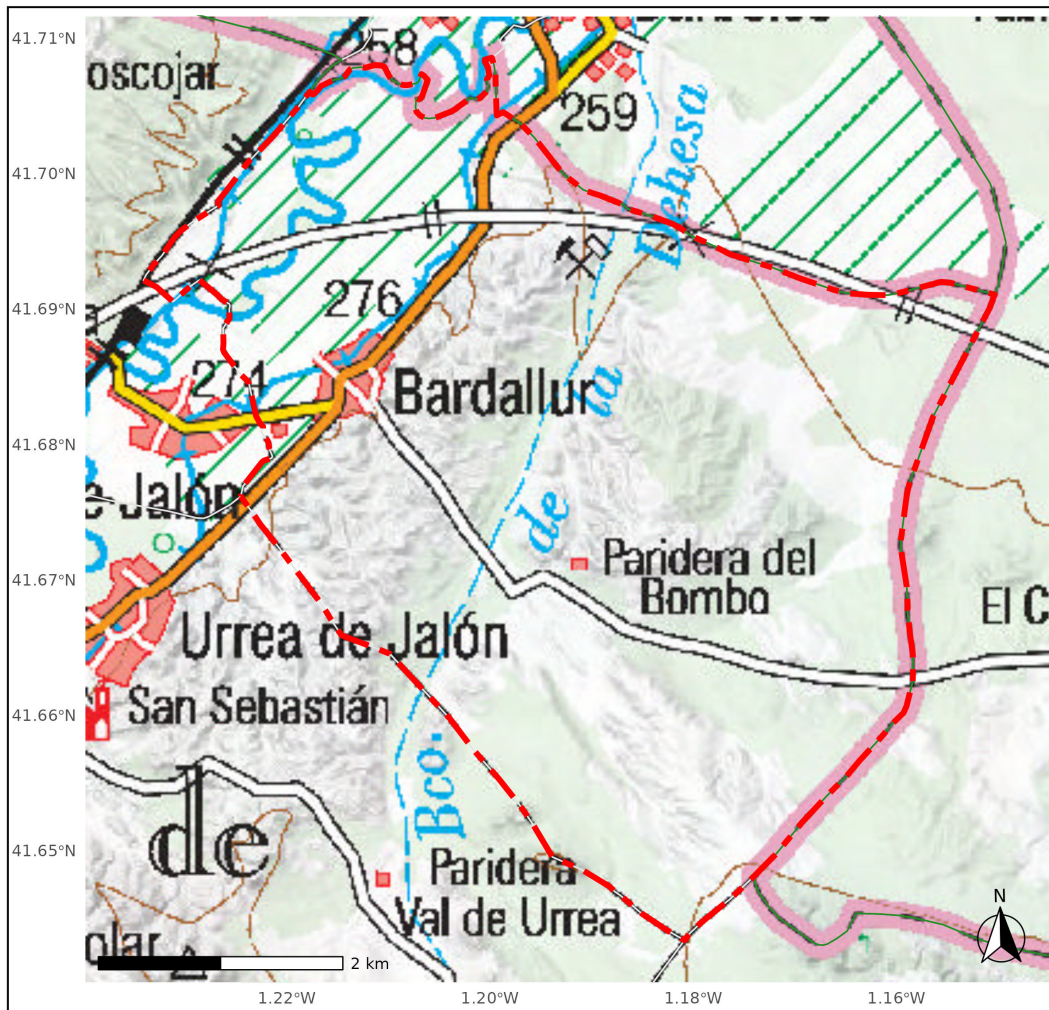 41.71°N
41.70°N
41.69°N
41.68°N
41.67°N
41.66°N
41.65°N
258
oscojar
259
Dehesa
276
274
Bardallur
la
e Jalón
de
Paridera del
Bombo
El C
Urrea de Jalón
San Sebastián
Bco.
de
Paridera
Val de Urrea
olar
2 km
N
1.22°W
1.20°W
1.18°W
1.16°W